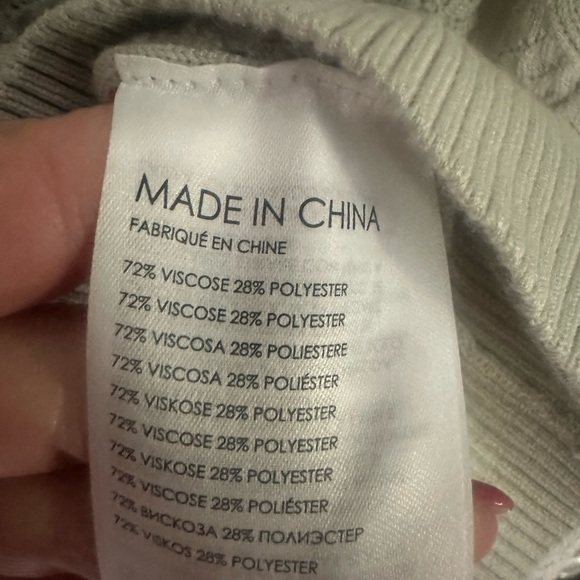 MADE IN CHINA
FABRIQUÉ EN CHINE
72% VISCOSE 28% POLYESTER
72% VISCOSE 28% POLYESTER
72% VISCOSA 28% POLIESTERE
72% VISCOSA 28% POLIÉSTER
72% VISKOSE 28% POLYESTER
72% VISCOSE 28% POLYESTER
72% VISKOSE 28% POLYESTER
72% VISCOSE 28% POLIÉSTER
72% ВИСКОЗА 28% ПОЛИЭСТЕР
72% VISKOS 28% POLYESTER